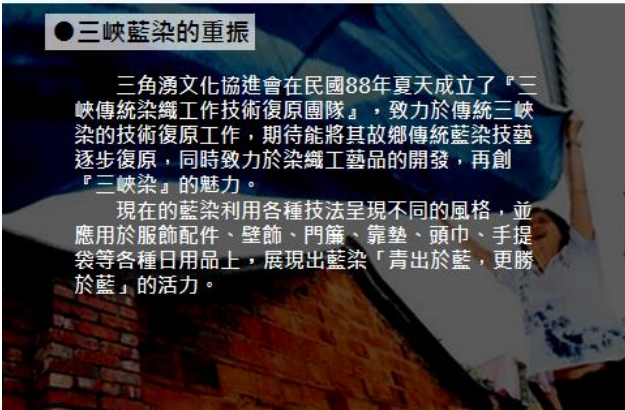 ●三峽藍染的重振
三角湧文化協進會在民國88年夏天成立了『三
峽傳統染織工作技術復原團隊』，致力於傳統三峽
染的技術復原工作，期待能將其故鄉傳統藍染技藝
逐步復原，同時致力於染織工藝品的開發，再創
『三峽染』的魅力。
現在的藍染利用各種技法呈現不同的風格，並
應用於服飾配件、壁飾、門簾、靠墊、頭巾、手提
袋等各種日用品上，展現出藍染「青出於藍，更勝
於藍」的活力。